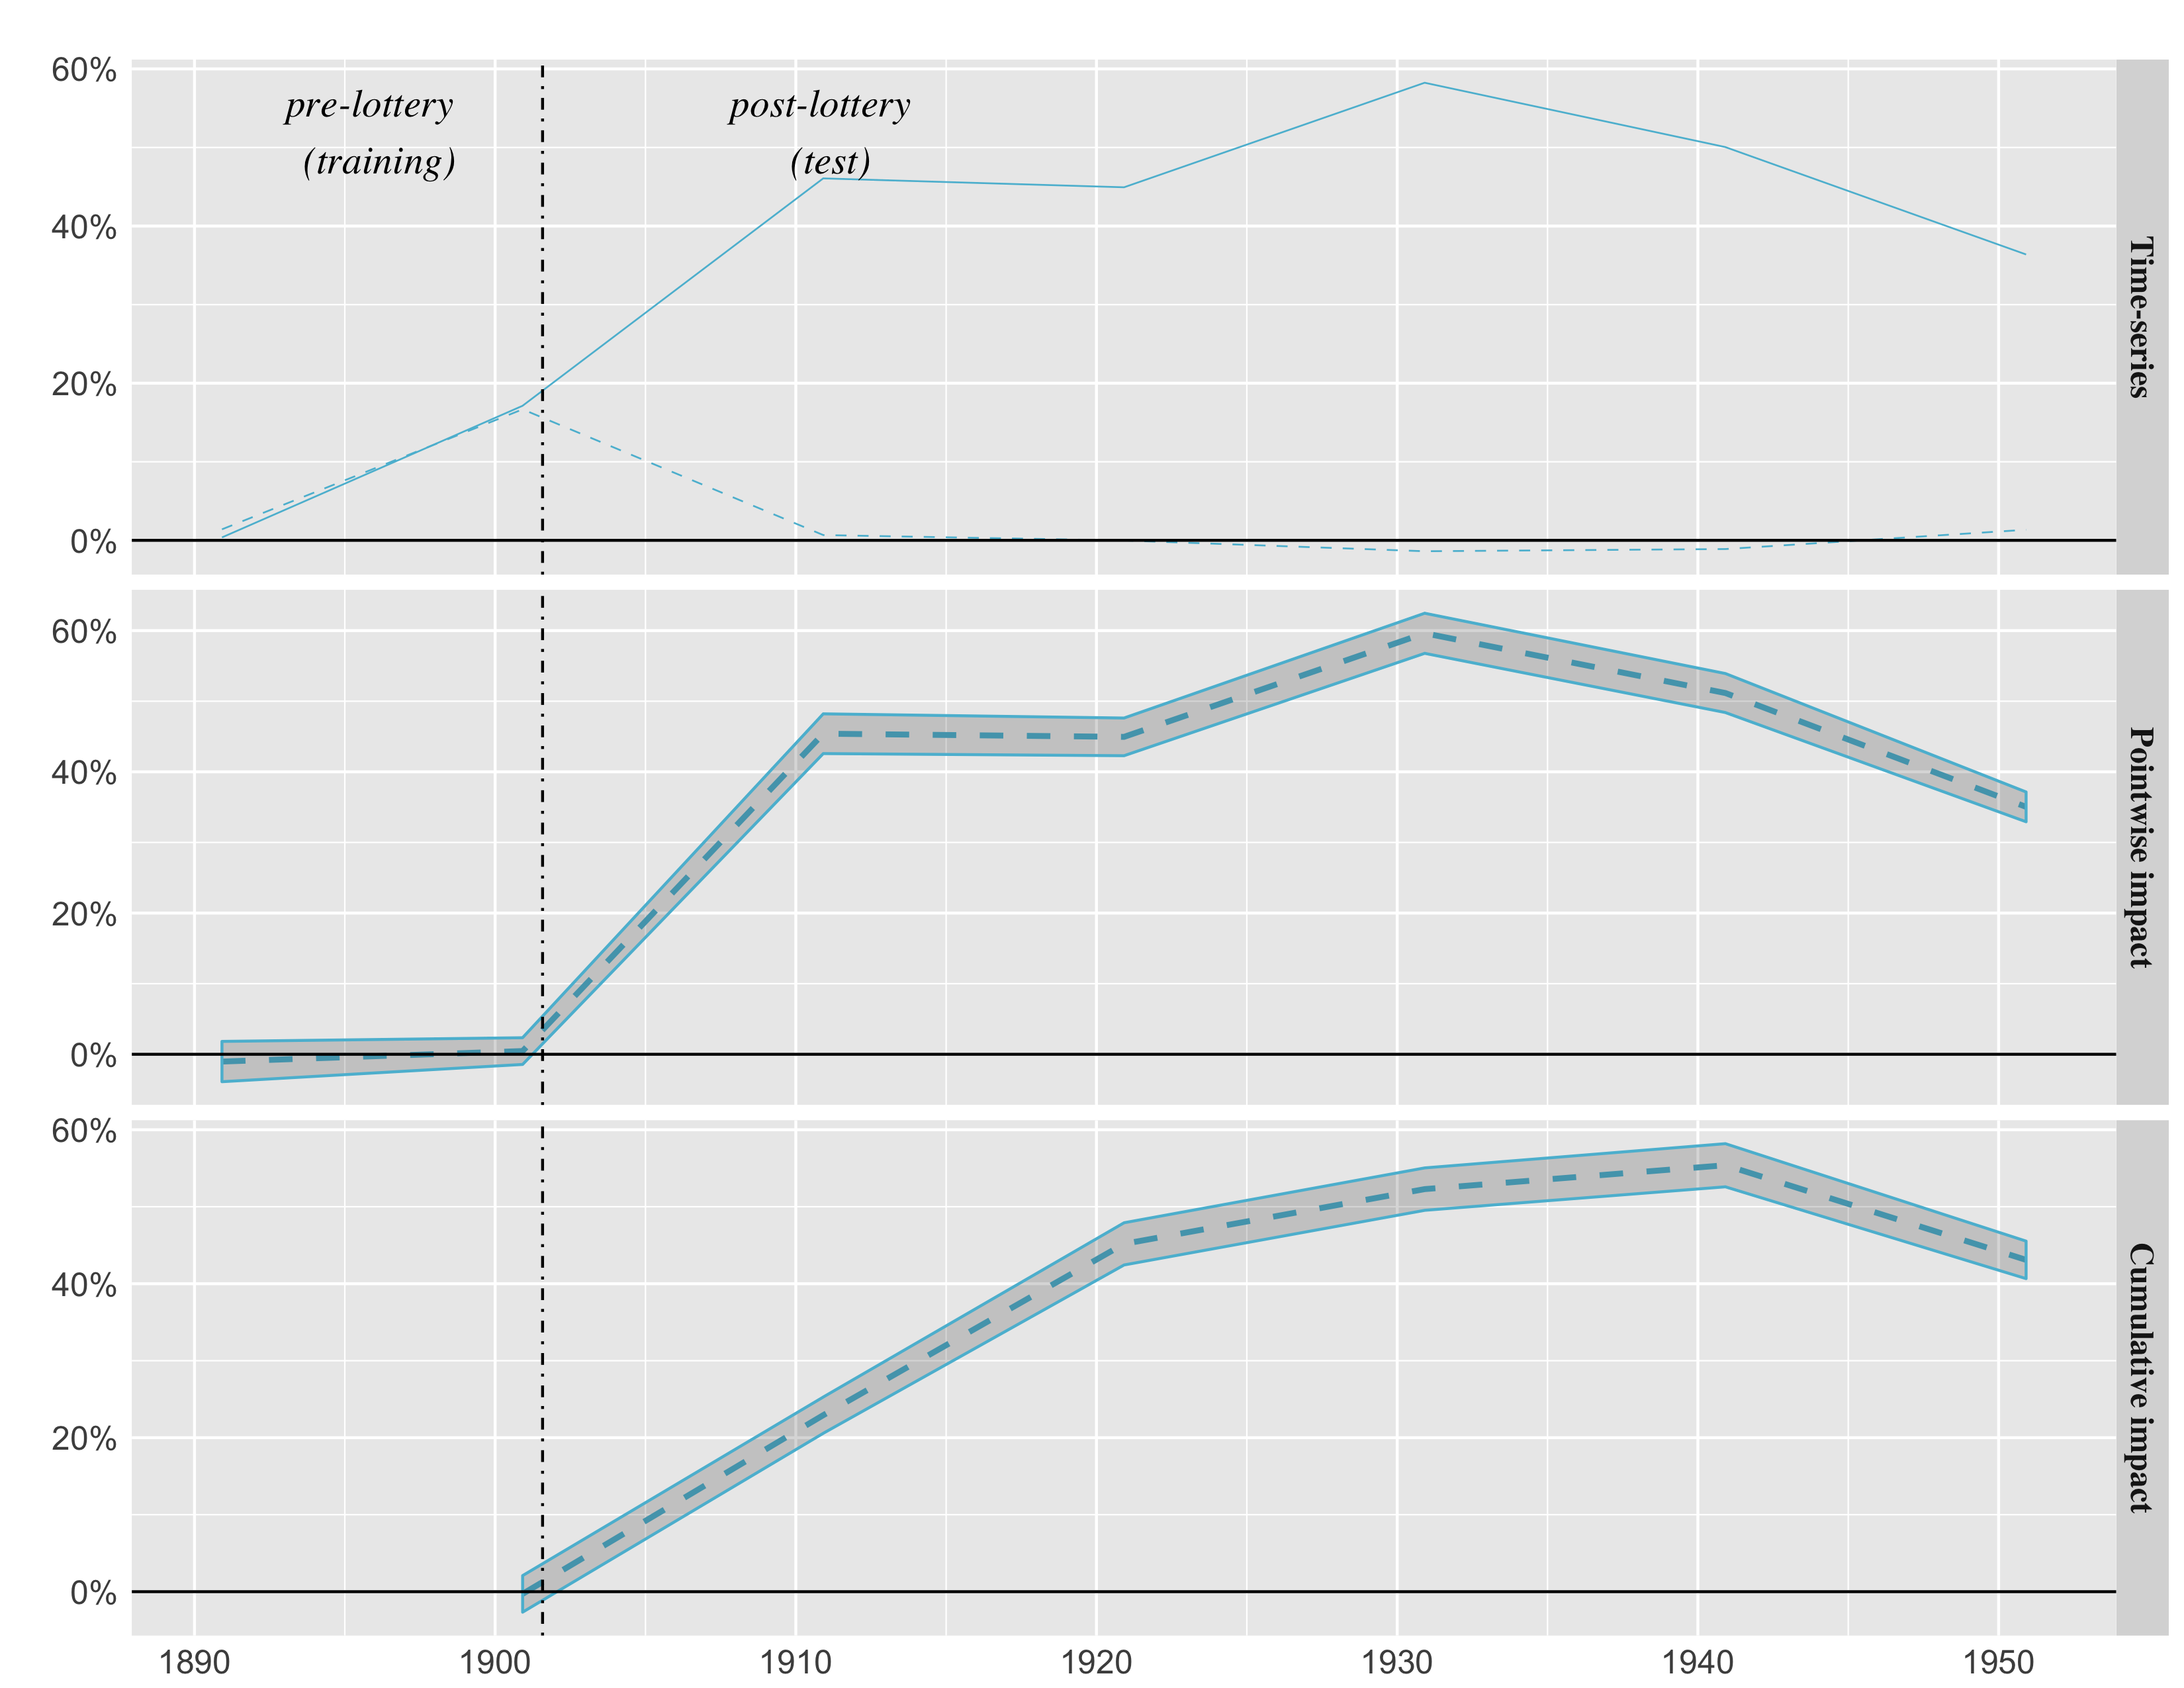 60%
pre-lottery
(training)
post-lottery
(test)
40%
20%
0%
Time-series
60%
40%
20%
0%
Pointwise impact
60%
40%
20%
0%
Cumulative impact
1890 1900 1910 1920 1930 1940 1950